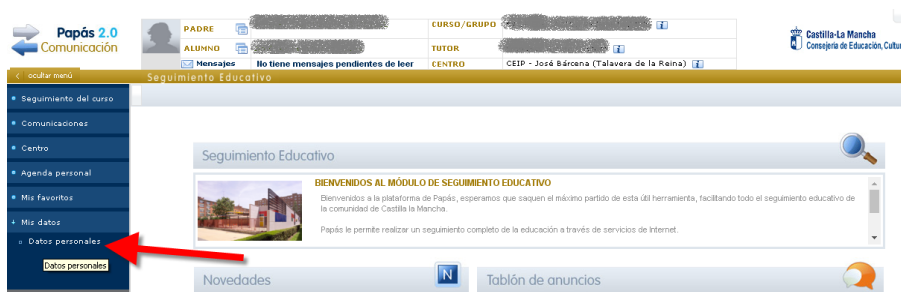 Papás 2.0
Comunicación
PADRE
CURSO/GRUPO
ALUMNO
TUTOR
Mensajes
No tiene mensajes pendientes de leer
CENTRO
CEIP - José Bárcena (Talavera de la Reina)
Castilla-La Mancha
Consejería de Educación, Cultur
ocultar menú
Seguimiento Educativo
Seguimiento del curso
Comunicaciones
Centro
Agenda personal
Mis favoritos
Mis datos
Datos personales
Datos personales
Seguimiento Educativo
BIENVENIDOS AL MÓDULO DE SEGUIMIENTO EDUCATIVO
Bienvenidos a la plataforma de Papás, esperamos que saquen el máximo partido de esta útil herramienta, facilitando todo el seguimiento educativo de
la comunidad de Castilla la Mancha.
Papás le permite realizar un seguimiento completo de la educación a través de servicios de Internet.
Novedades
N
Tablón de anuncios